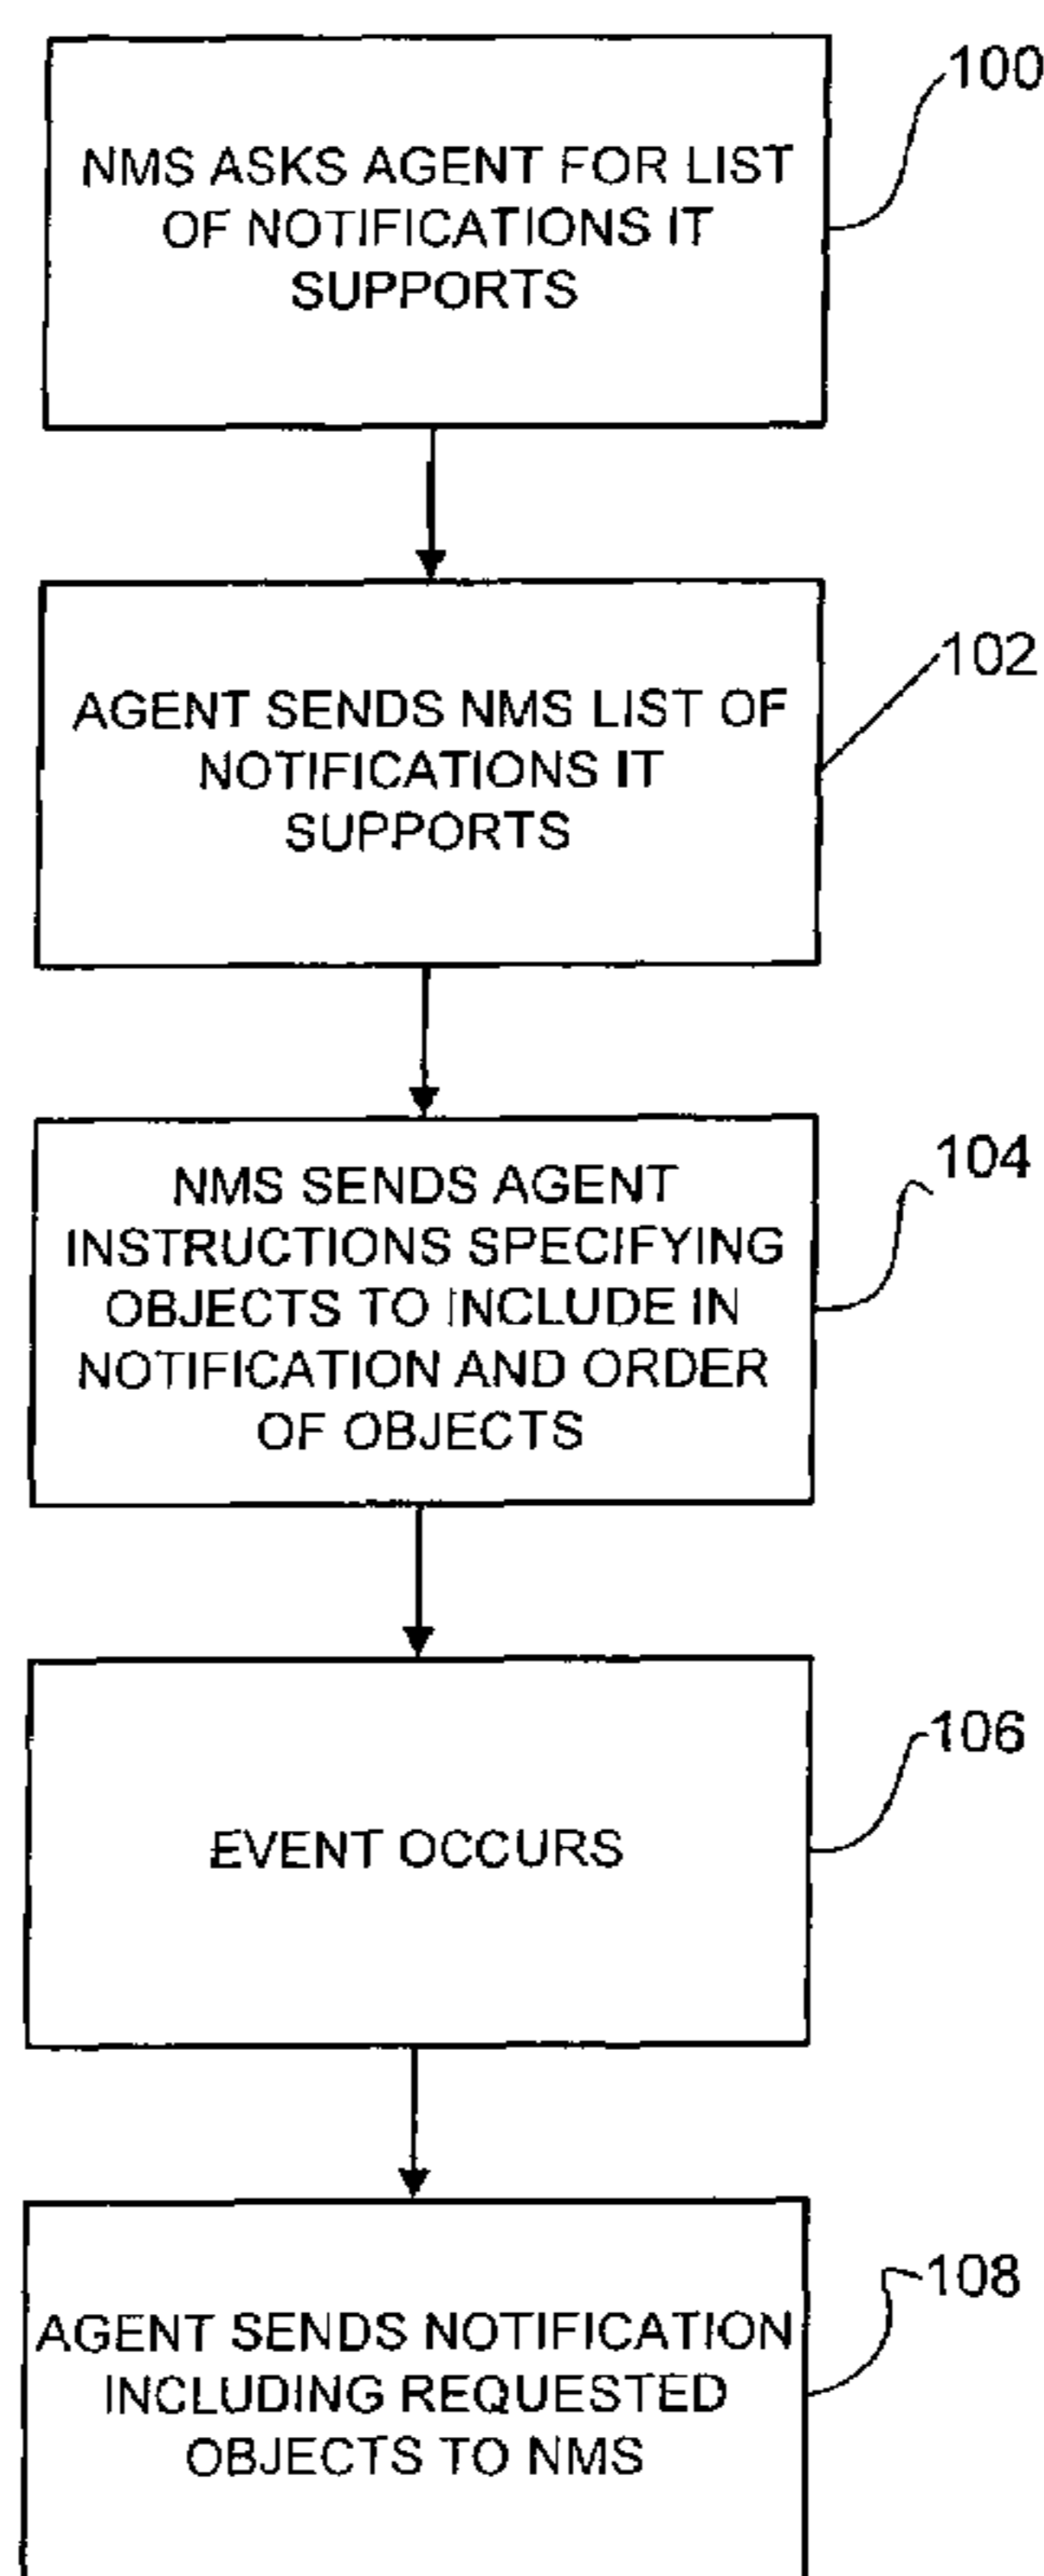 100
NMS ASKS AGENT FOR LIST
OF NOTIFICATIONS IT
SUPPORTS
102
AGENT SENDS NMS LIST OF
NOTIFICATIONS IT
SUPPORTS
104
NMS SENDS AGENT
INSTRUCTIONS SPECIFYING
OBJECTS TO INCLUDE IN
NOTIFICATION AND ORDER
OF OBJECTS
106
EVENT OCCURS
108
AGENT SENDS NOTIFICATION
INCLUDING REQUESTED
OBJECTS TO NMS